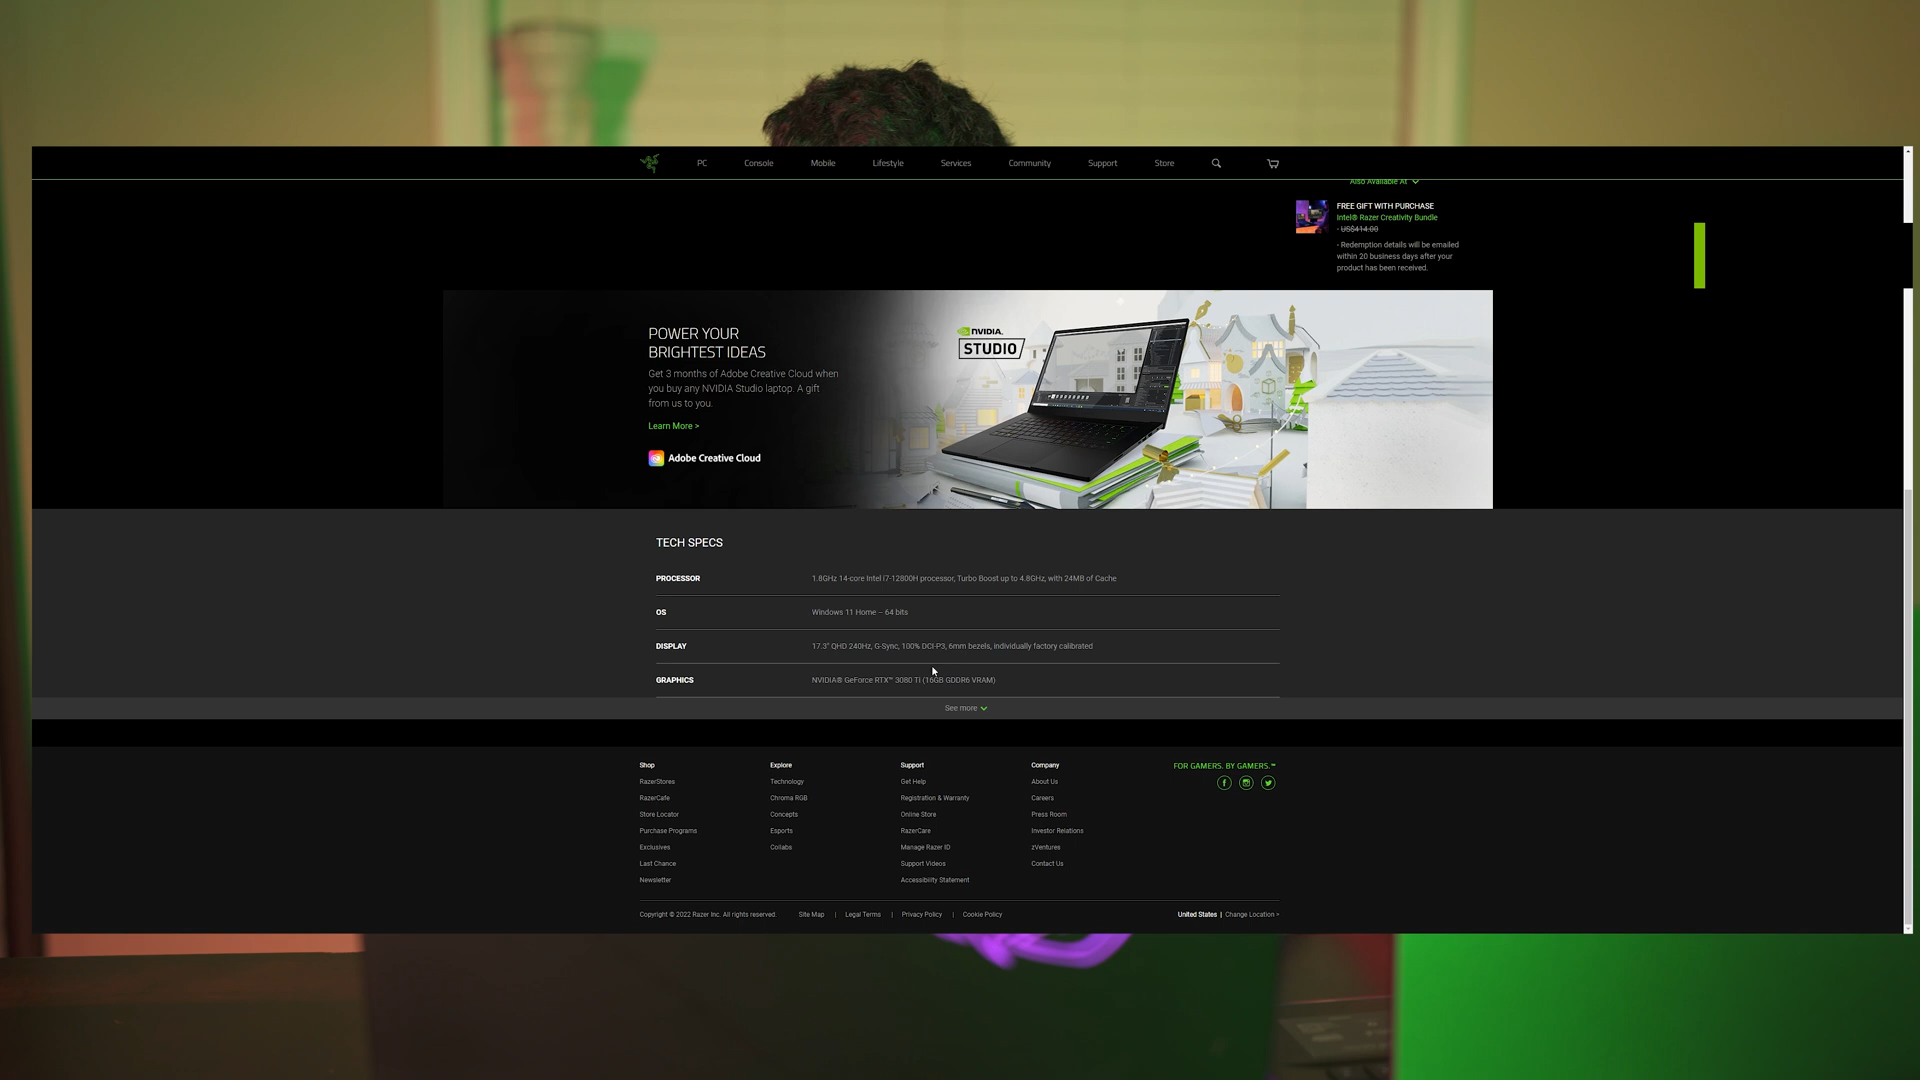 PC Console Mobile Lifestyle Services Community Support Store
Also Available At
FREE GIFT WITH PURCHASE
Intel® Razer Creativity Bundle
- US$414.00
- Redemption details will be emailed
within 20 business days after your
product has been received.
POWER YOUR
BRIGHTEST IDEAS
Get 3 months of Adobe Creative Cloud when
you buy any NVIDIA Studio laptop. A gift
from us to you.
Learn More >
Adobe Creative Cloud
NVIDIA.
STUDIO
TECH SPECS
PROCESSOR 1.8GHz 14-core Intel i7-12800H processor, Turbo Boost up to 4.8GHz, with 24MB of Cache
OS Windows 11 Home – 64 bits
DISPLAY 17.3" QHD 240Hz, G-Sync, 100% DCI-P3, 6mm bezels, individually factory calibrated
GRAPHICS NVIDIA® GeForce RTX™ 3080 Ti (16GB GDDR6 VRAM)
See more
Shop
RazerStores
RazerCafe
Store Locator
Purchase Programs
Exclusives
Last Chance
Newsletter
Explore
Technology
Chroma RGB
Concepts
Esports
Collabs
Support
Get Help
Registration & Warranty
Online Store
RazerCare
Manage Razer ID
Support Videos
Accessibility Statement
Company
About Us
Careers
Press Room
Investor Relations
zVentures
Contact Us
FOR GAMERS. BY GAMERS.™
Copyright © 2022 Razer Inc. All rights reserved. Site Map | Legal Terms | Privacy Policy | Cookie Policy
United States | Change Location >